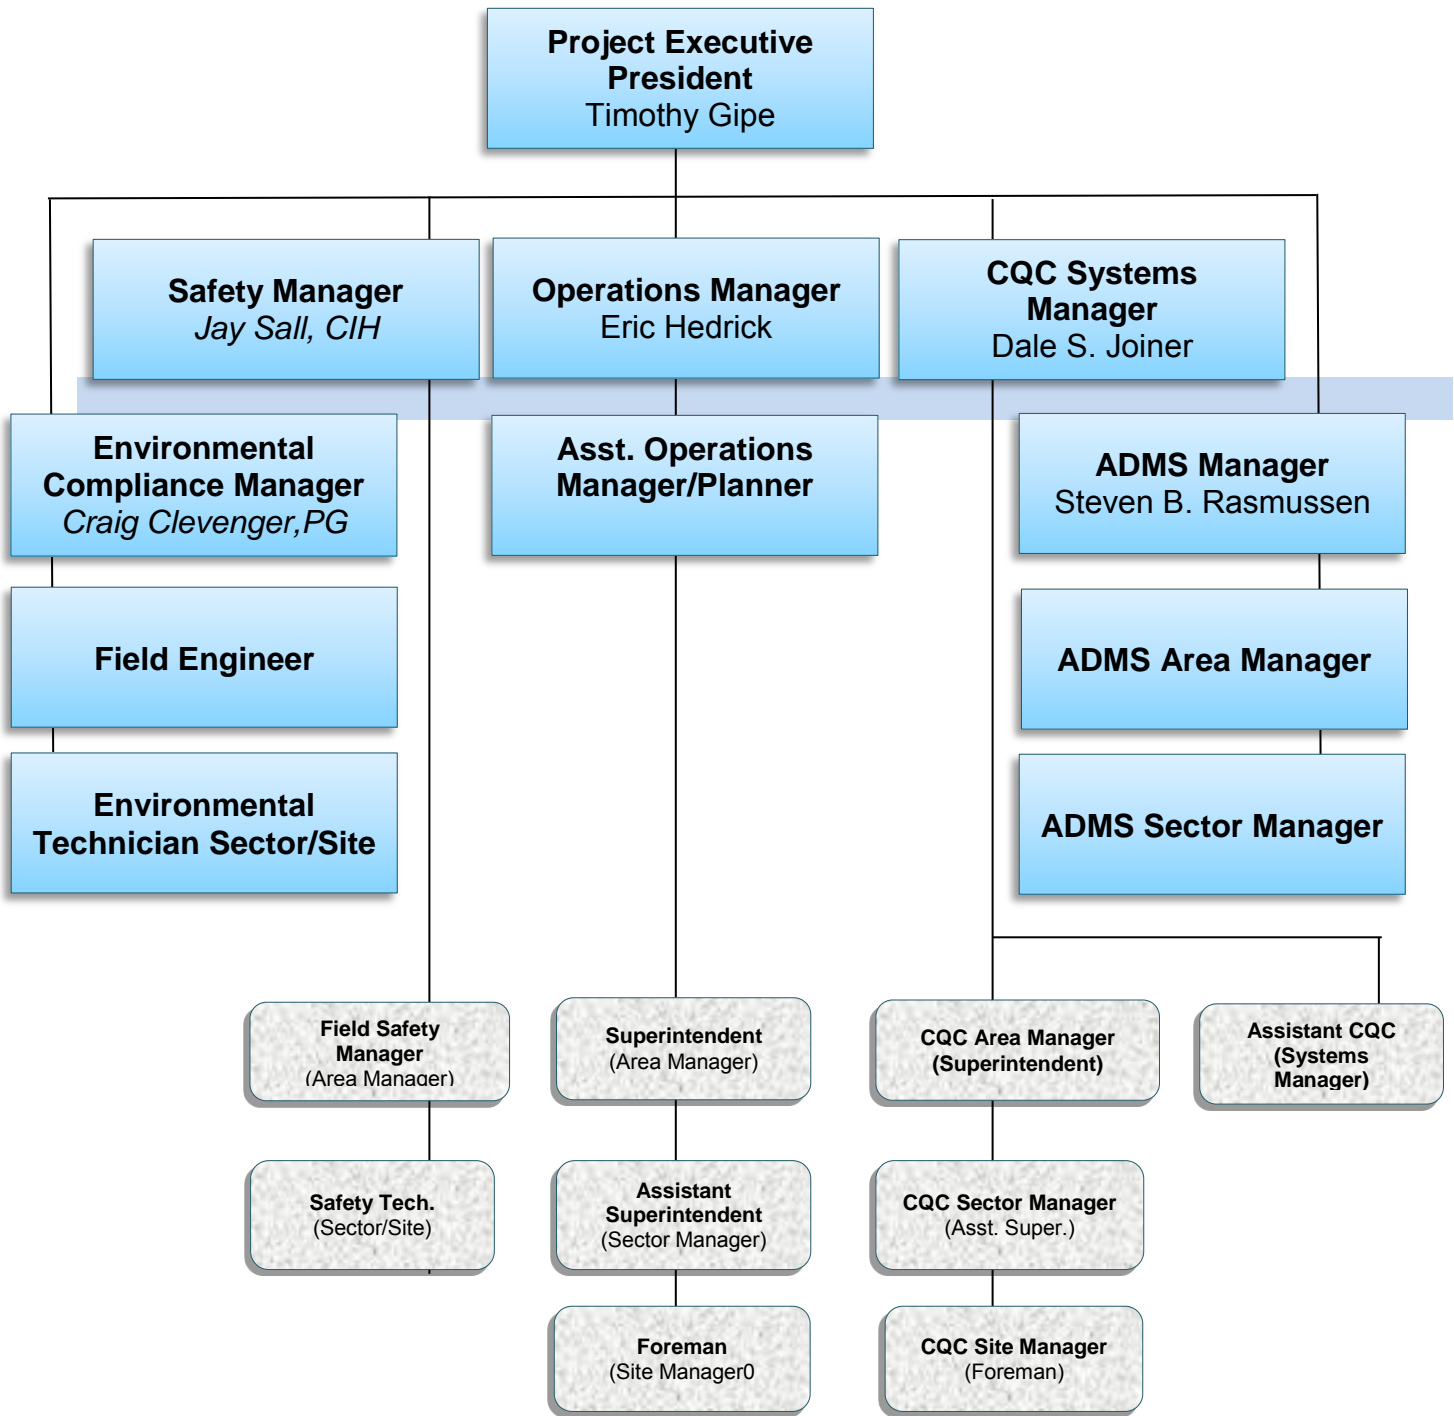 Project Executive
President
Timothy Gipe
Safety Manager
Jay Sall, CIH
Operations Manager
Eric Hedrick
CQC Systems
Manager
Dale S. Joiner
Environmental
Compliance Manager
Craig Clevenger,PG
Asst. Operations
Manager/Planner
ADMS Manager
Steven B. Rasmussen
Field Engineer
ADMS Area Manager
Environmental
Technician Sector/Site
ADMS Sector Manager
Field Safety
Manager
(Area Manager)
Superintendent
(Area Manager)
CQC Area Manager
(Superintendent)
Assistant CQC
(Systems
Manager)
Safety Tech.
(Sector/Site)
Assistant
Superintendent
(Sector Manager)
CQC Sector Manager
(Asst. Super.)
Foreman
(Site Manager0
CQC Site Manager
(Foreman)